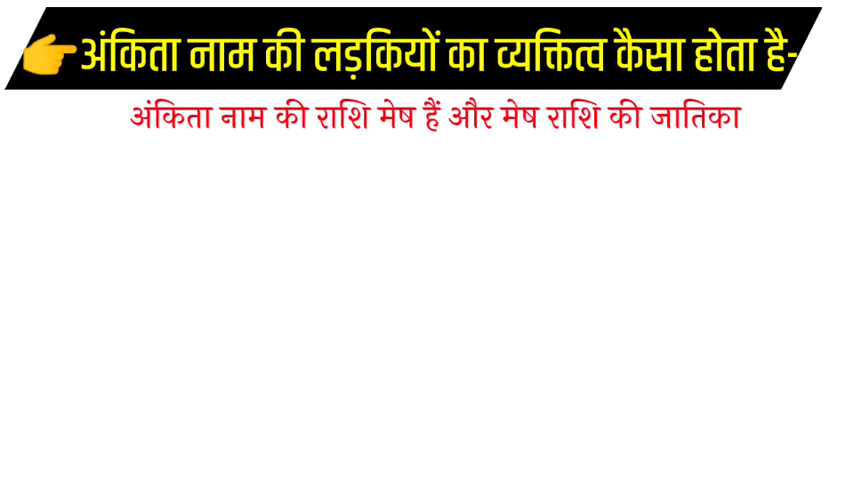 👉अंकिता नाम की लड़कियों का व्यक्तित्व कैसा होता है-
अंकिता नाम की राशि मेष हैं और मेष राशि की जातिका